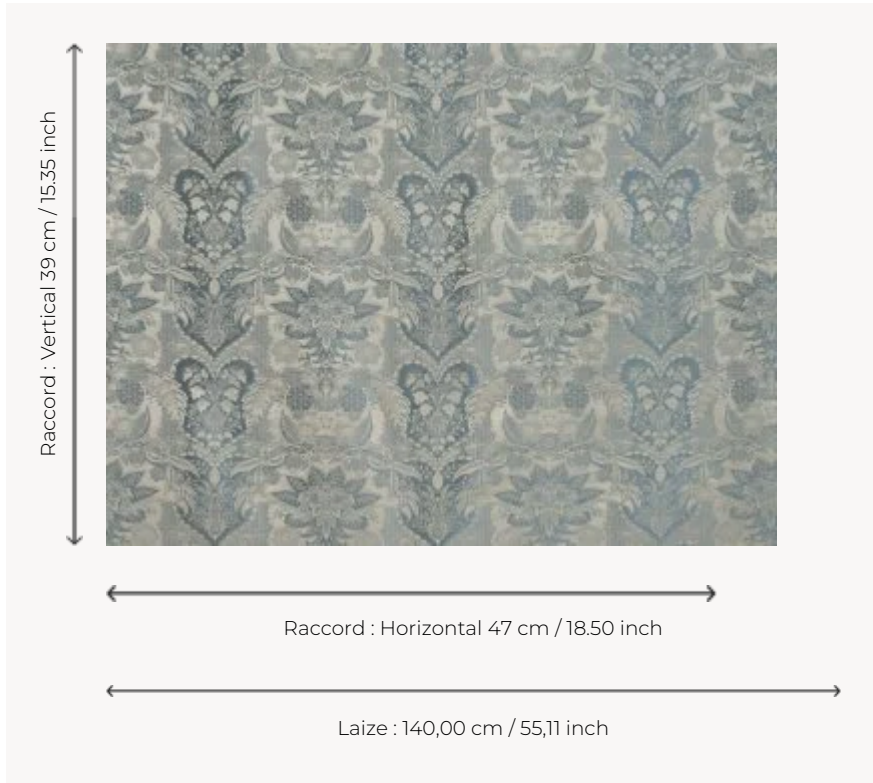 Raccord : Vertical 39 cm / 15.35 inch
Raccord : Horizontal 47 cm / 18.50 inch
Laize : 140,00 cm / 55,11 inch